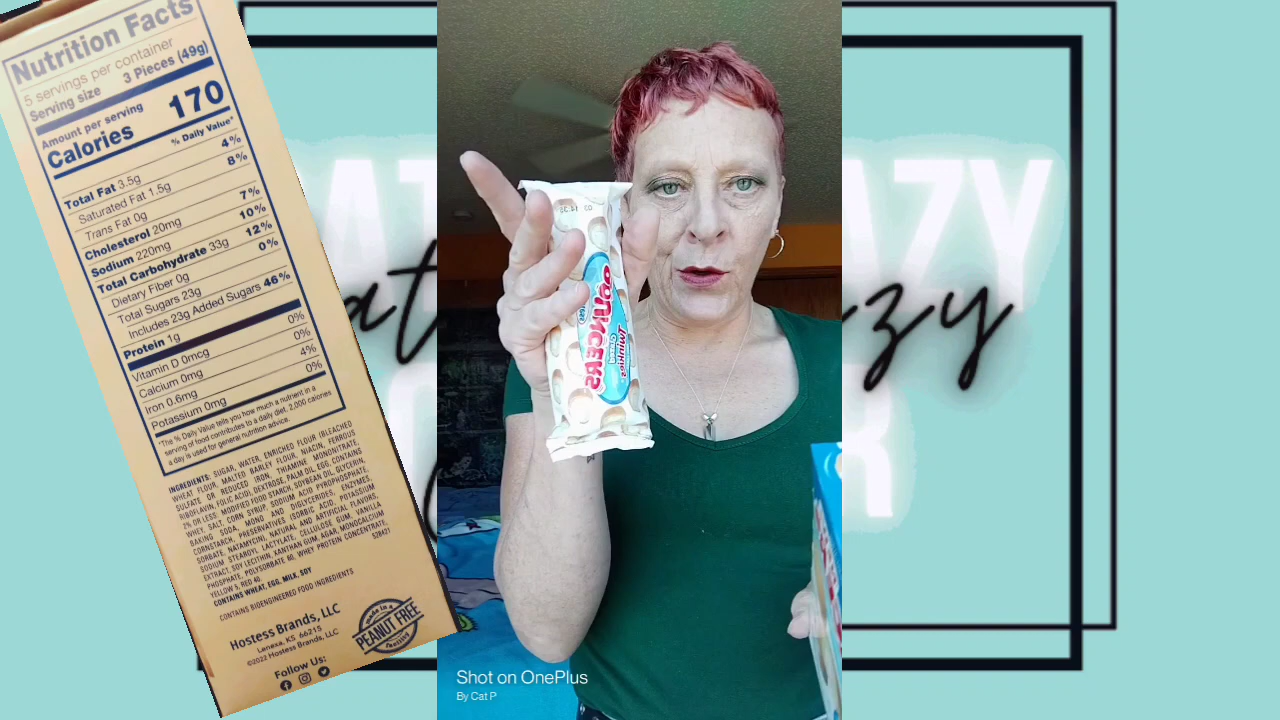 Nutrition Facts
5 servings per container
Serving size 3 Pieces (49g)
Amount per serving
Calories 170
% Daily Value*
Total Fat 3.5g 4%
Saturated Fat 1.5g 8%
Trans Fat 0g
Cholesterol 20mg 7%
Sodium 220mg 10%
Total Carbohydrate 33g 12%
Dietary Fiber 0g 0%
Total Sugars 23g
Includes 23g Added Sugars 46%
Protein 1g
Vitamin D 0mcg 0%
Calcium 0mg 0%
Iron 0.6mg 4%
Potassium 0mg 0%
*The % Daily Value tells you how much a nutrient in a
serving of food contributes to a daily diet. 2,000 calories
a day is used for general nutrition advice.
INGREDIENTS: SUGAR, WATER, ENRICHED FLOUR (BLEACHED
WHEAT FLOUR, MALTED BARLEY FLOUR, NIACIN, FERROUS
SULFATE OR REDUCED IRON, THIAMINE MONONITRATE,
RIBOFLAVIN, FOLIC ACID), DEXTROSE, PALM OIL, EGG, CONTAINS
2% OR LESS: MODIFIED FOOD STARCH, SOYBEAN OIL, GLYCERIN,
WHEY, SALT, CORN SYRUP, SODIUM ACID PYROPHOSPHATE,
BAKING SODA, MONO AND DIGLYCERIDES, ENZYMES,
CORNSTARCH, PRESERVATIVES (SORBIC ACID, POTASSIUM
SORBATE, NATAMYCIN), NATURAL AND ARTIFICIAL FLAVORS,
SODIUM STEAROYL LACTYLATE, CELLULOSE GUM, VANILLA
EXTRACT, SOY LECITHIN, XANTHAN GUM, AGAR, MONOCALCIUM
PHOSPHATE, POLYSORBATE 60, WHEY PROTEIN CONCENTRATE,
YELLOW 5, RED 40.
CONTAINS WHEAT, EGG, MILK, SOY
528421
CONTAINS BIOENGINEERED FOOD INGREDIENTS
Hostess Brands, LLC
Lenexa, KS 66215
©2022 Hostess Brands, LLC
Follow Us:
made in a
PEANUT FREE
facility
BOUNCERS
Glazed
Twinkies
Shot on OnePlus
By Cat P
AZY
azy
R